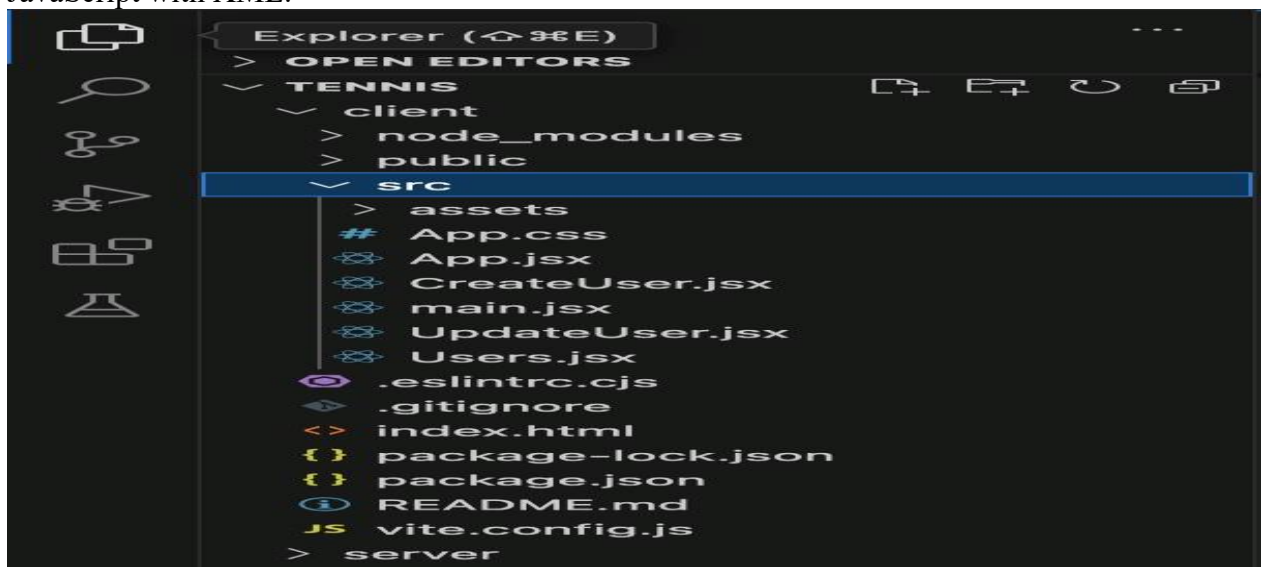 JavaScript with XML.
Explorer (⇧⌘E)
> OPEN EDITORS
TENNIS
client
> node_modules
> public
src
> assets
# App.css
App.jsx
CreateUser.jsx
main.jsx
UpdateUser.jsx
Users.jsx
.eslintrc.cjs
.gitignore
<> index.html
{} package-lock.json
{} package.json
README.md
JS vite.config.js
> server